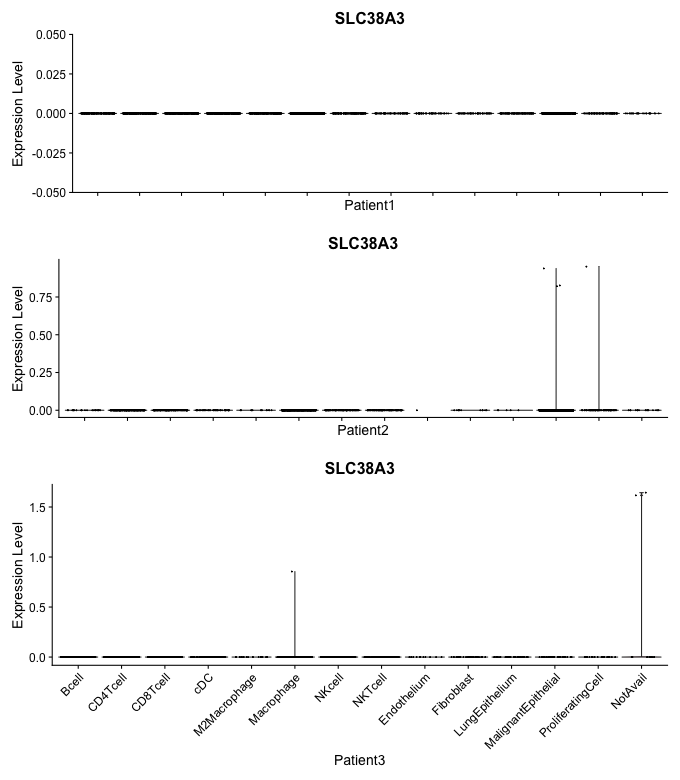 SLC38A3
0.050
0.025
0.000
-0.025
-0.050
Expression Level
Patient1
SLC38A3
0.75
0.50
0.25
0.00
Expression Level
Patient2
SLC38A3
1.5
1.0
0.5
0.0
Expression Level
Bcell
CD4Tcell
CD8Tcell
cDC
M2Macrophage
Macrophage
NKcell
NKTcell
Endothelium
Fibroblast
LungEpithelium
MalignantEpithelial
ProliferatingCell
NotAvail
Patient3